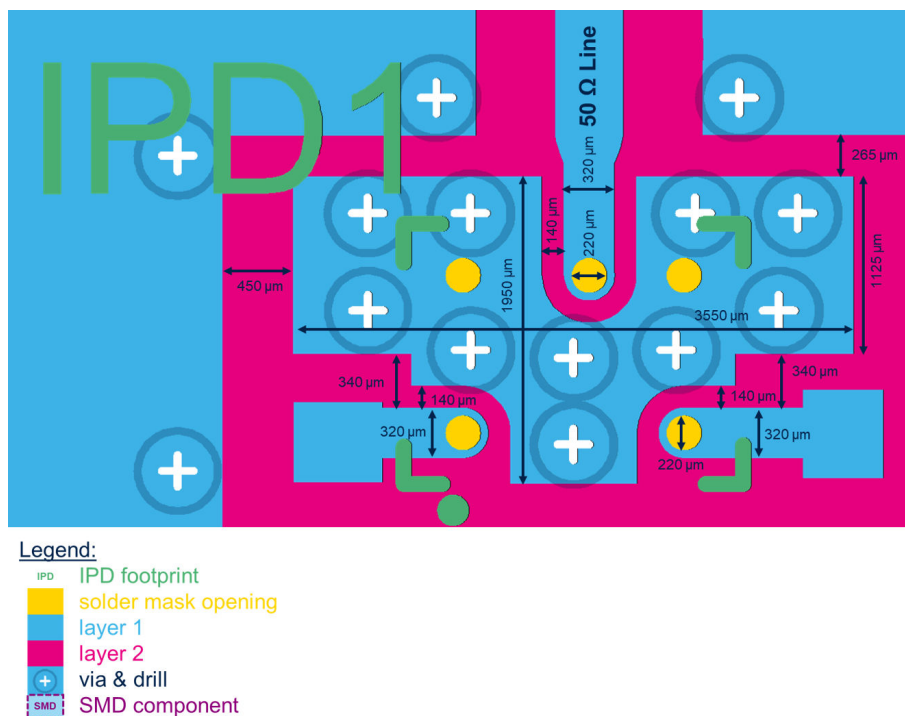 IPD1
50 Ω Line
265 µm
320 µm
140 µm
220 µm
1125 µm
450 µm
1950 µm
3550 µm
340 µm
340 µm
140 µm
140 µm
320 µm
320 µm
220 µm
Legend:
IPD IPD footprint
solder mask opening
layer 1
layer 2
via & drill
SMD SMD component